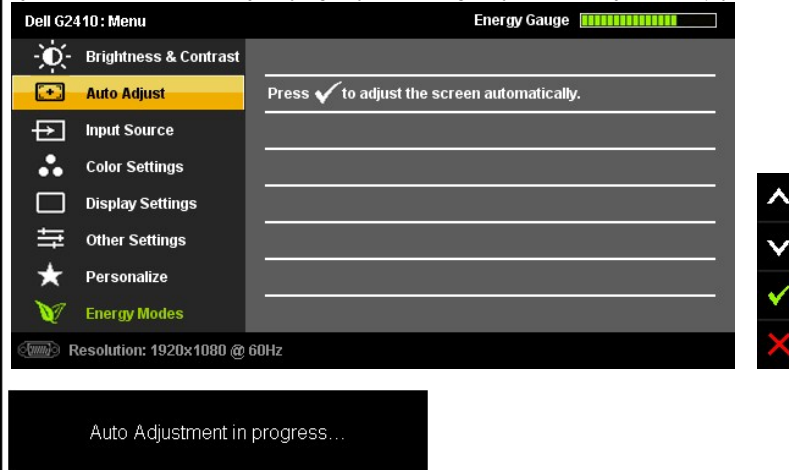 Dell G2410: Menu Energy Gauge
Brightness & Contrast
Auto Adjust Press ✓ to adjust the screen automatically.
Input Source
Color Settings
Display Settings
Other Settings
Personalize
Energy Modes
Resolution: 1920x1080 @ 60Hz
Auto Adjustment in progress...